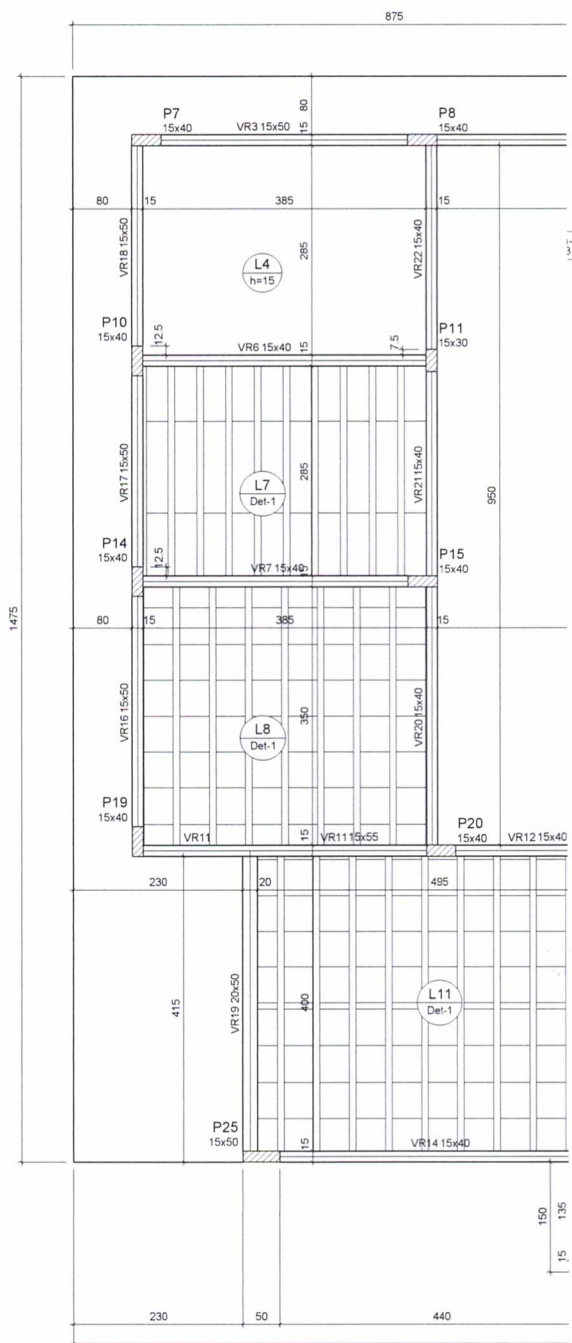 875
80
P7
15x40
VR3 15x50
15
P8
15x40
80
15
385
15
VR18 15x50
285
VR22 15x40
L4
h=15
P10
15x40
12.5
VR6 15x40
15
7.5
P11
15x30
VR17 15x50
L7
Det-1
285
VR21 15x40
950
P14
15x40
12.5
VR7 15x40
15
P15
15x40
1475
80
15
385
15
VR16 15x50
L8
Det-1
350
VR20 15x40
P19
15x40
VR11
15
VR11 15x55
P20
15x40
VR12 15x40
230
20
495
415
VR19 20x50
400
L11
Det-1
P25
15x50
15
VR14 15x40
150
135
15
230
50
440